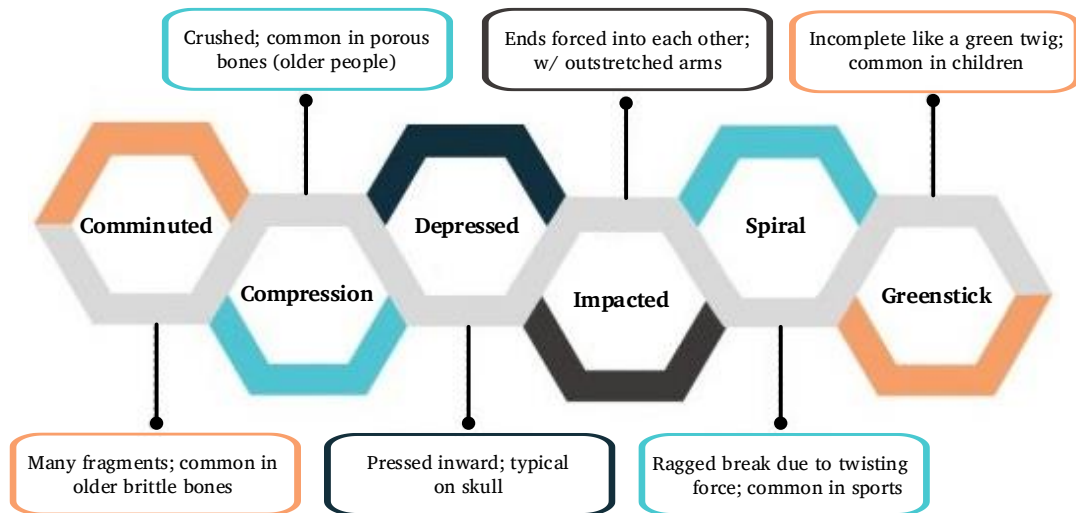 Crushed; common in porous
bones (older people)
Ends forced into each other;
w/ outstretched arms
Incomplete like a green twig;
common in children
Comminuted
Depressed
Spiral
Compression
Impacted
Greenstick
Many fragments; common in
older brittle bones
Pressed inward; typical
on skull
Ragged break due to twisting
force; common in sports